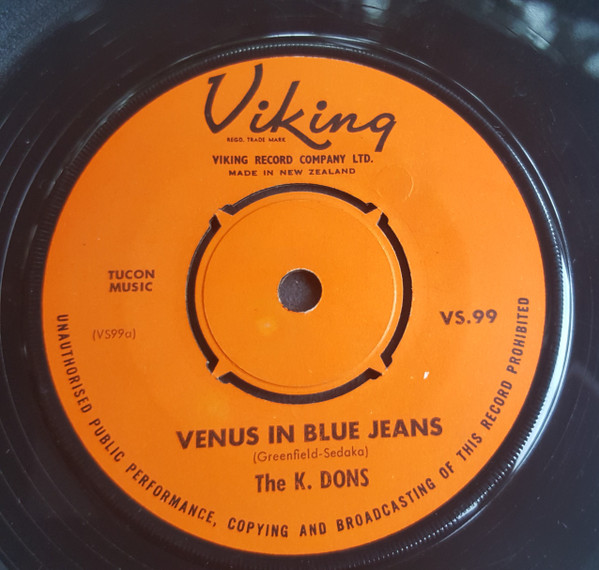 Viking
REGD. TRADE MARK
VIKING RECORD COMPANY LTD.
MADE IN NEW ZEALAND
TUCON
MUSIC
(VS99a)
VS.99
VENUS IN BLUE JEANS
(Greenfield-Sedaka)
The K. DONS
UNAUTHORISED PUBLIC PERFORMANCE, COPYING AND BROADCASTING OF THIS RECORD PROHIBITED